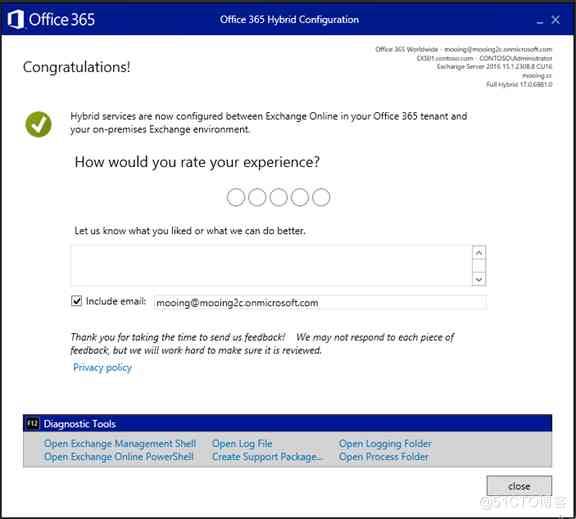 Office 365
Office 365 Hybrid Configuration
Office 365 Worldwide - mooing@mooing2c.onmicrosoft.com
EX01.contoso.com - CONTOSO\Administrator
Exchange Server 2016 15.1.2308.8 CU16
mooing.cc
Full Hybrid 17.0.6981.0
Congratulations!
Hybrid services are now configured between Exchange Online in your Office 365 tenant and
your on-premises Exchange environment.
How would you rate your experience?
Let us know what you liked or what we can do better.
Include email: mooing@mooing2c.onmicrosoft.com
Thank you for taking the time to send us feedback! We may not respond to each piece of
feedback, but we will work hard to make sure it is reviewed.
Privacy policy
F12 Diagnostic Tools
Open Exchange Management Shell Open Log File Open Logging Folder
Open Exchange Online PowerShell Create Support Package... Open Process Folder
close
@51CTO博客